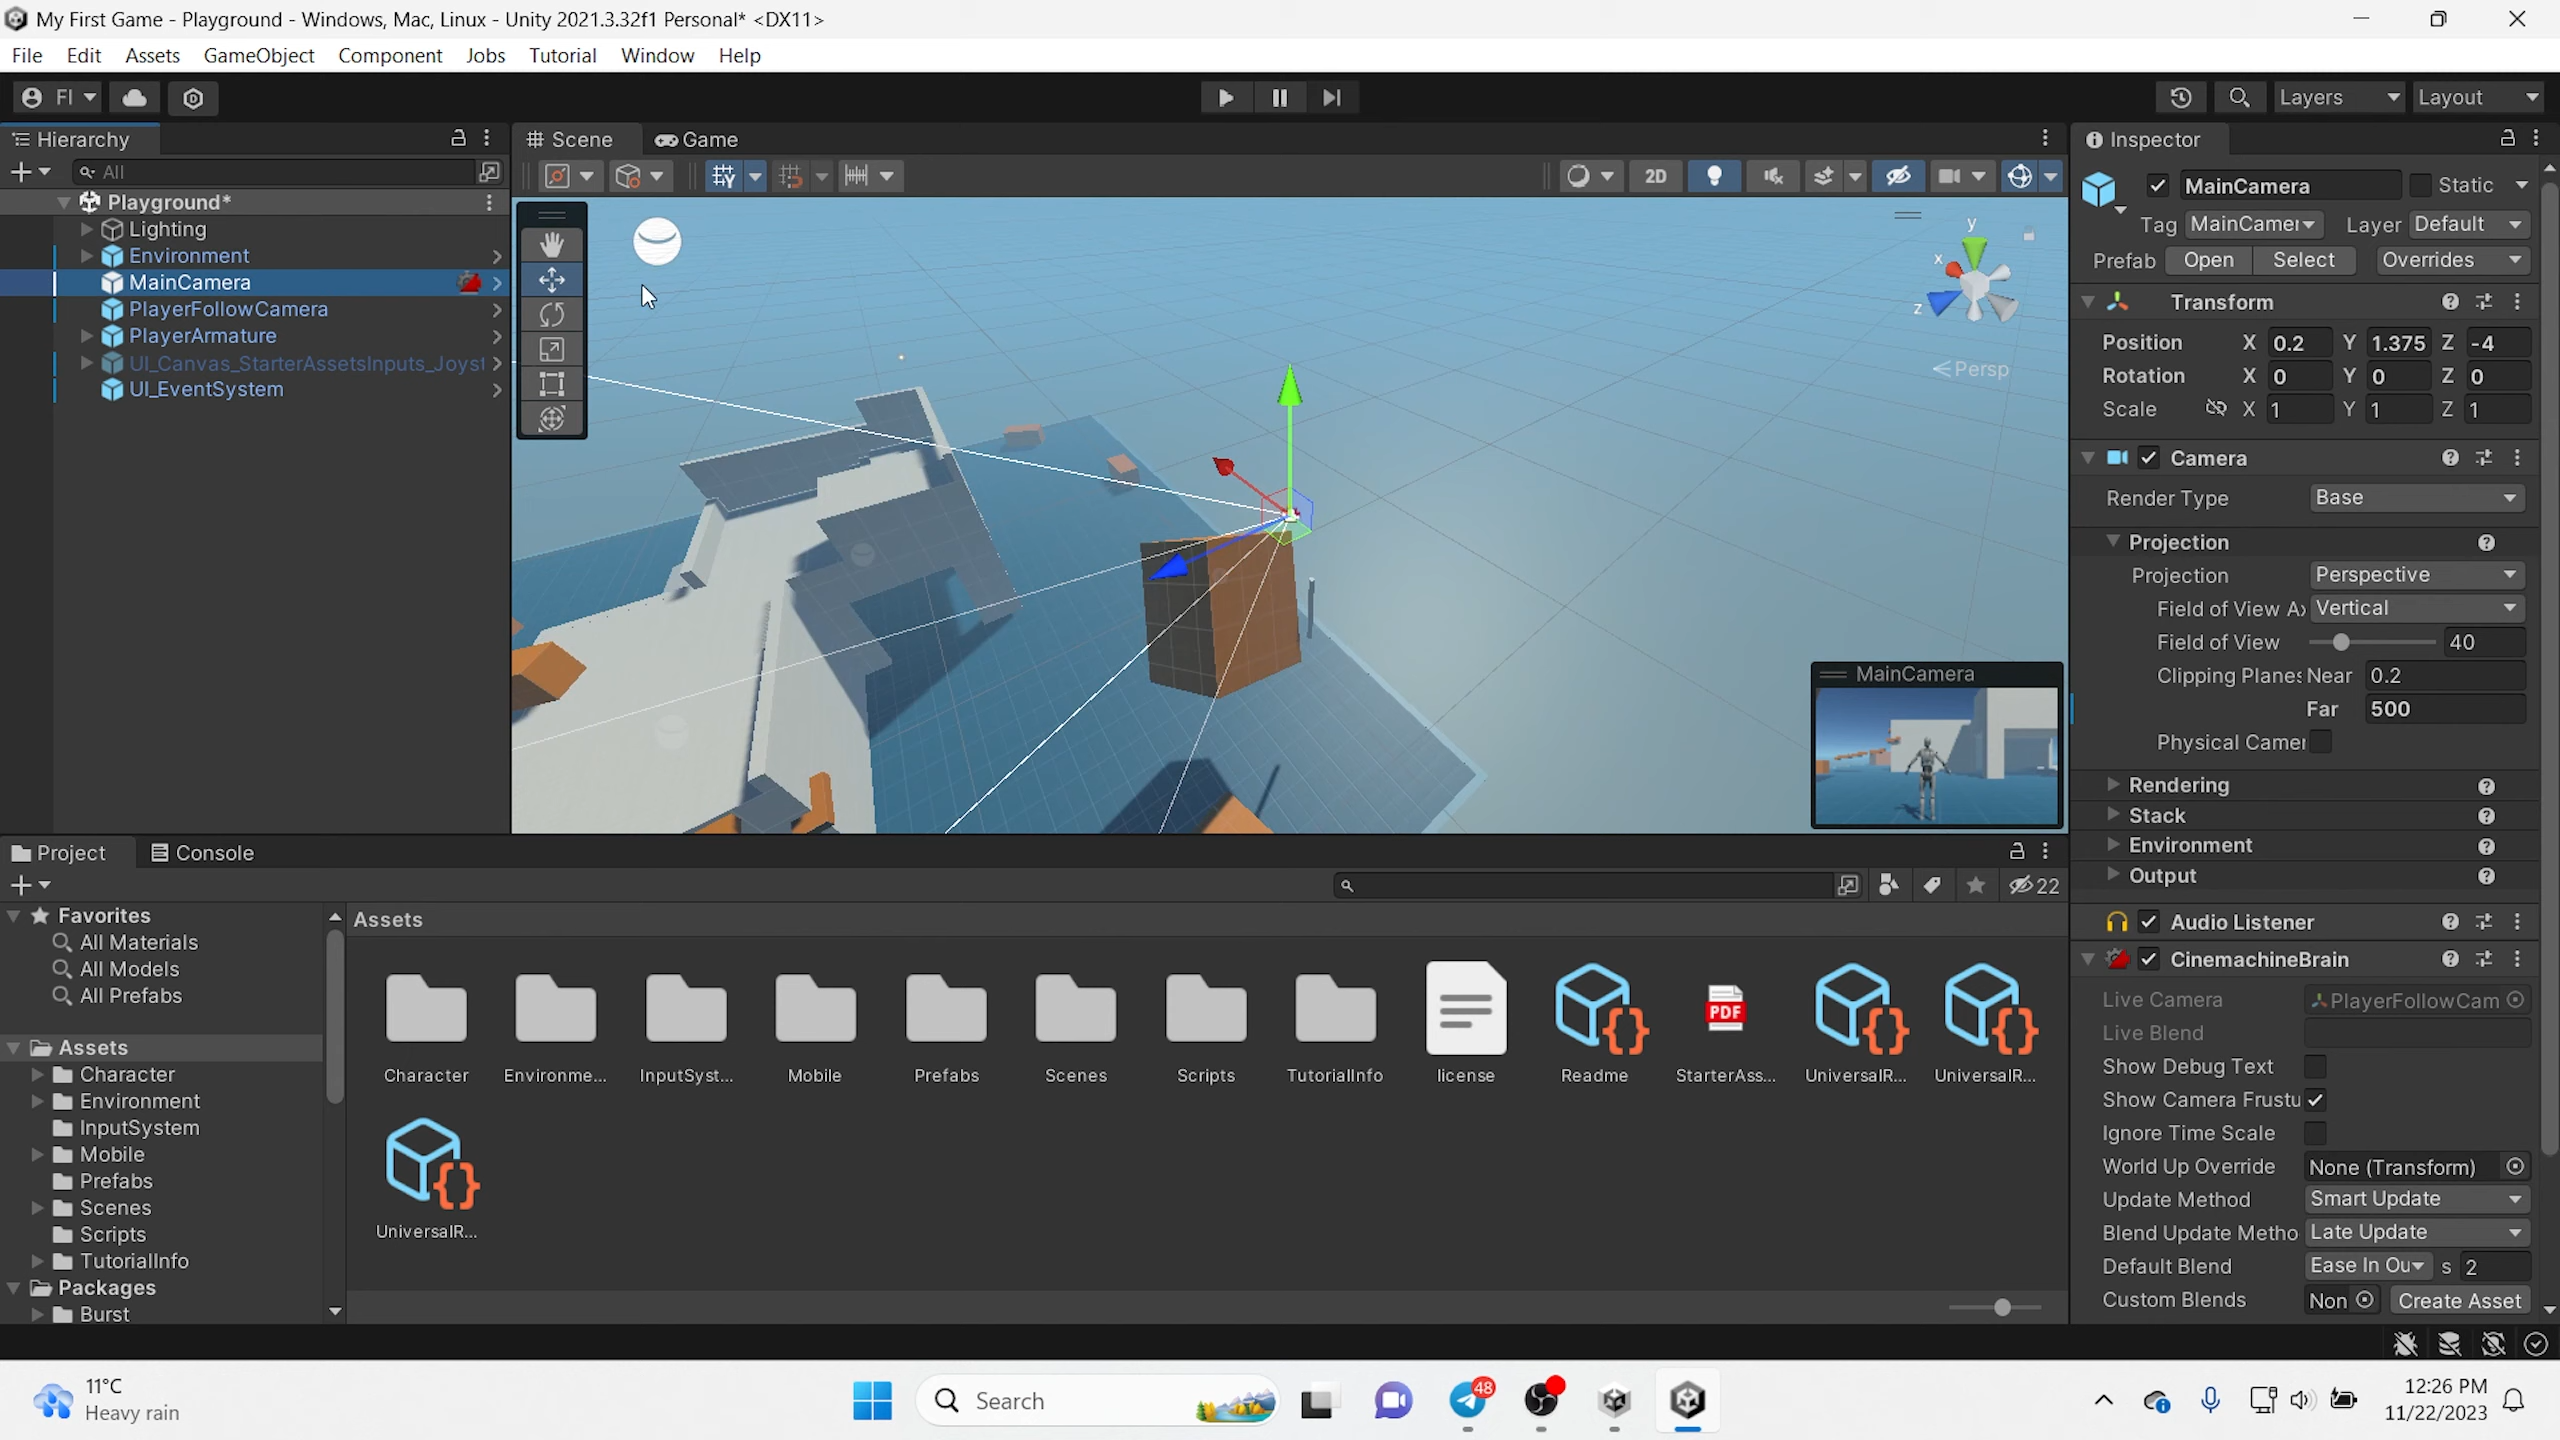 My First Game - Playground - Windows, Mac, Linux - Unity 2021.3.32f1 Personal* <DX11>
File Edit Assets GameObject Component Jobs Tutorial Window Help
FI Layers Layout
Hierarchy
All
Playground*
Lighting
Environment
MainCamera
PlayerFollowCamera
PlayerArmature
UI_Canvas_StarterAssetsInputs_Joyst
UI_EventSystem
Scene Game
2D
y
x
z
Persp
MainCamera
Inspector
MainCamera Static
Tag MainCamer Layer Default
Prefab Open Select Overrides
Transform
Position X 0.2 Y 1.375 Z -4
Rotation X 0 Y 0 Z 0
Scale X 1 Y 1 Z 1
Camera
Render Type Base
Projection
Projection Perspective
Field of View Ax Vertical
Field of View 40
Clipping Planes Near 0.2
Far 500
Physical Camer
Rendering
Stack
Environment
Output
Audio Listener
CinemachineBrain
Live Camera PlayerFollowCam
Live Blend
Show Debug Text
Show Camera Frustu
Ignore Time Scale
World Up Override None (Transform)
Update Method Smart Update
Blend Update Metho Late Update
Default Blend Ease In Ou s 2
Custom Blends Non Create Asset
Project Console
22
Favorites
All Materials
All Models
All Prefabs
Assets
Character
Environment
InputSystem
Mobile
Prefabs
Scenes
Scripts
TutorialInfo
Packages
Burst
Assets
PDF
Character Environme... InputSyst... Mobile Prefabs Scenes Scripts TutorialInfo license Readme StarterAss... UniversalR... UniversalR...
UniversalR...
11°C
Heavy rain
Search
48
12:26 PM
11/22/2023